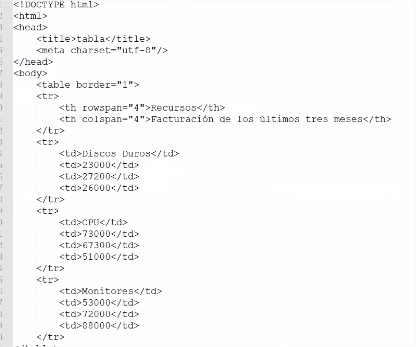 <!DOCTYPE html>
<html>
<head>
<title>tabla</title>
<meta charset="utf-8"/>
</head>
<body>
<table border="1">
<tr>
<th rowspan="4">Recursos</th>
<th colspan="4">Facturación de los últimos tres meses</th>
</tr>
<tr>
<td>Discos Duros</td>
<td>23000</td>
<td>27200</td>
<td>26000</td>
</tr>
<tr>
<td>CPU</td>
<td>73000</td>
<td>67300</td>
<td>51000</td>
</tr>
<tr>
<td>Monitores</td>
<td>53000</td>
<td>72000</td>
<td>88000</td>
</tr>